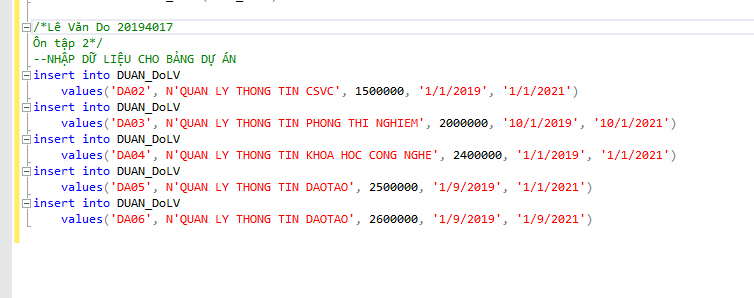 /*Lê Văn Do 20194017
Ôn tập 2*/
--NHẬP DỮ LIỆU CHO BẢNG DỰ ÁN
insert into DUAN_DoLV
values('DA02', N'QUAN LY THONG TIN CSVC', 1500000, '1/1/2019', '1/1/2021')
insert into DUAN_DoLV
values('DA03', N'QUAN LY THONG TIN PHONG THI NGHIEM', 2000000, '10/1/2019', '10/1/2021')
insert into DUAN_DoLV
values('DA04', N'QUAN LY THONG TIN KHOA HOC CONG NGHE', 2400000, '1/1/2019', '1/1/2021')
insert into DUAN_DoLV
values('DA05', N'QUAN LY THONG TIN DAOTAO', 2500000, '1/9/2019', '1/1/2021')
insert into DUAN_DoLV
values('DA06', N'QUAN LY THONG TIN DAOTAO', 2600000, '1/9/2019', '1/9/2021')